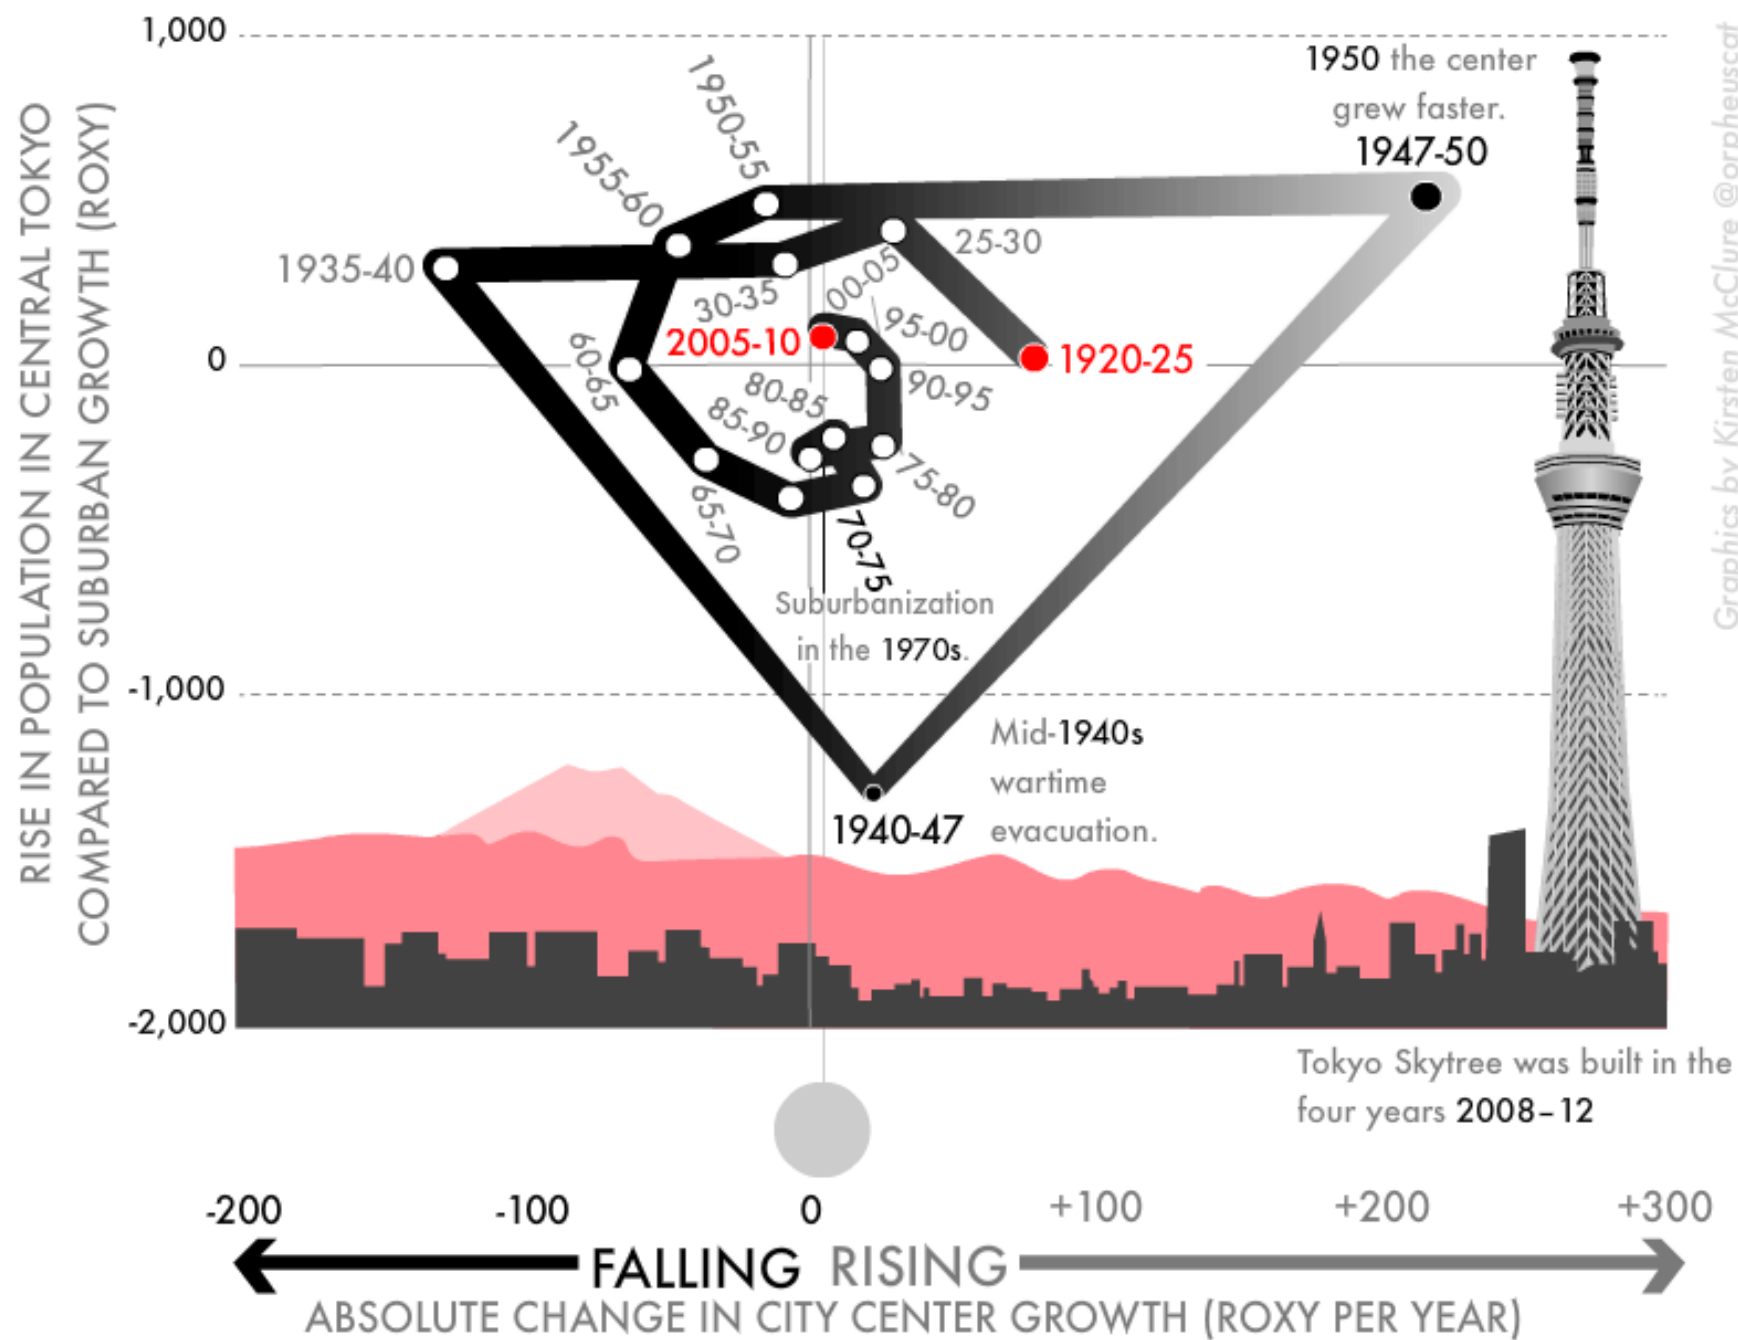 1,000
0
-1,000
-2,000
RISE IN POPULATION IN CENTRAL TOKYO
COMPARED TO SUBURBAN GROWTH (ROXY)
1950 the center
grew faster.
1947-50
1950-55
1955-60
1935-40
25-30
30-35
00-05
95-00
2005-10
1920-25
60-65
80-85
90-95
85-90
75-80
65-70
70-75
Suburbanization
in the 1970s.
Mid-1940s
wartime
evacuation.
1940-47
Graphics by Kirsten McClure @orpheuscat
Tokyo Skytree was built in the
four years 2008–12
-200
-100
0
+100
+200
+300
FALLING RISING
ABSOLUTE CHANGE IN CITY CENTER GROWTH (ROXY PER YEAR)